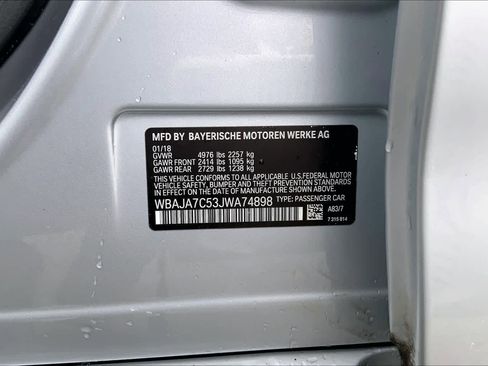 MFD BY BAYERISCHE MOTOREN WERKE AG
01/18
GVWR 4976 lbs 2257 kg
GAWR FRONT 2414 lbs 1095 kg
GAWR REAR 2729 lbs 1238 kg
THIS VEHICLE CONFORMS TO ALL APPLICABLE U.S.FEDERAL MOTOR
VEHICLE SAFETY,BUMPER,AND THEFT PREVENTION STANDARDS
IN EFFECT ON THE DATE OF MANUFACTURE SHOWN ABOVE.
WBAJA7C53JWA74898 TYPE: PASSENGER CAR
A83/7
7 315 814